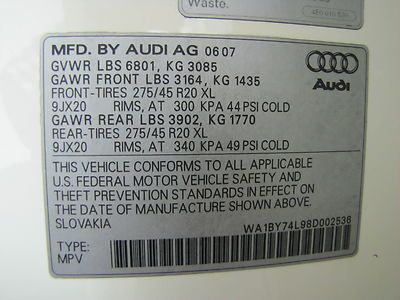 Waste.
MFD. BY AUDI AG 06 07
GVWR LBS 6801, KG 3085
GAWR FRONT LBS 3164, KG 1435
FRONT-TIRES 275/45 R20 XL
9JX20 RIMS, AT 300 KPA 44 PSI COLD
GAWR REAR LBS 3902, KG 1770
REAR-TIRES 275/45 R20 XL
9JX20 RIMS, AT 340 KPA 49 PSI COLD
Audi
THIS VEHICLE CONFORMS TO ALL APPLICABLE
U.S. FEDERAL MOTOR VEHICLE SAFETY AND
THEFT PREVENTION STANDARDS IN EFFECT ON
THE DATE OF MANUFACTURE SHOWN ABOVE.
SLOVAKIA
WA1BY74L98D002536
TYPE:
MPV